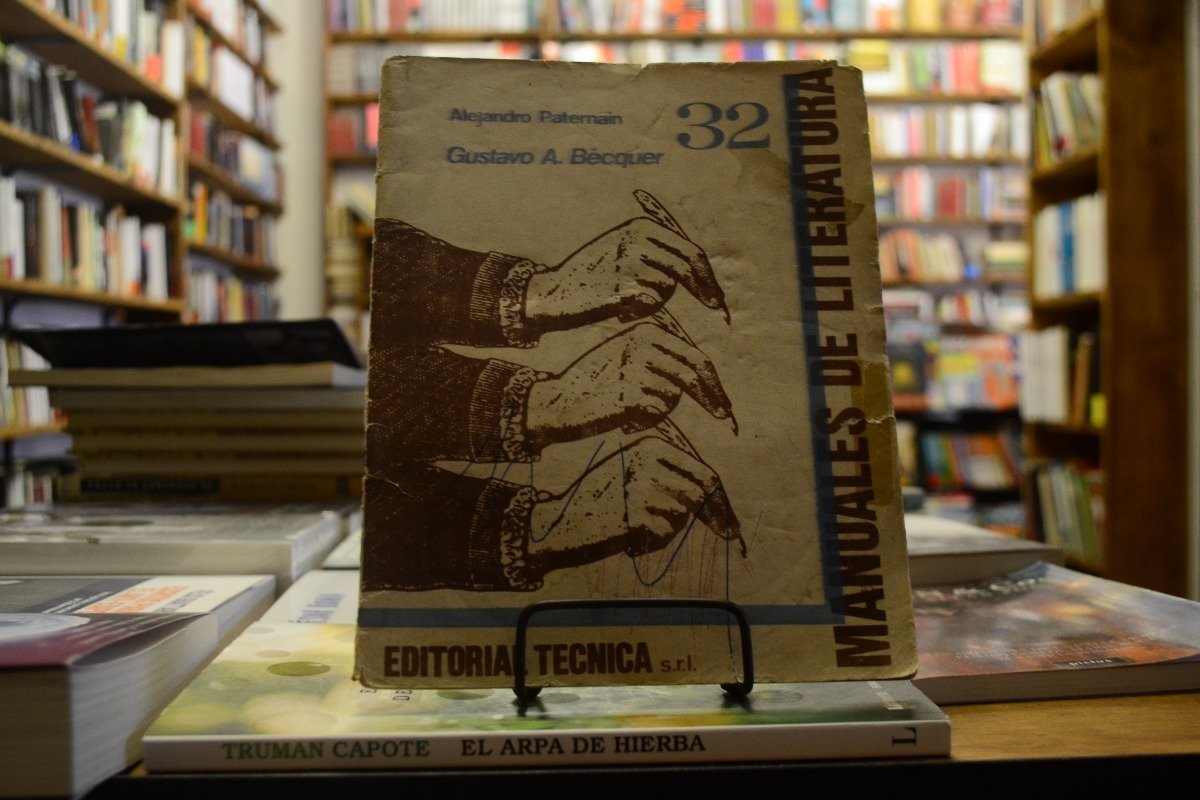 Alejandro Paternain
32
Gustavo A. Bécquer
MANUALES DE LITERATURA
EDITORIAL TECNICA s.r.l.
TRUMAN CAPOTE EL ARPA DE HIERBA L